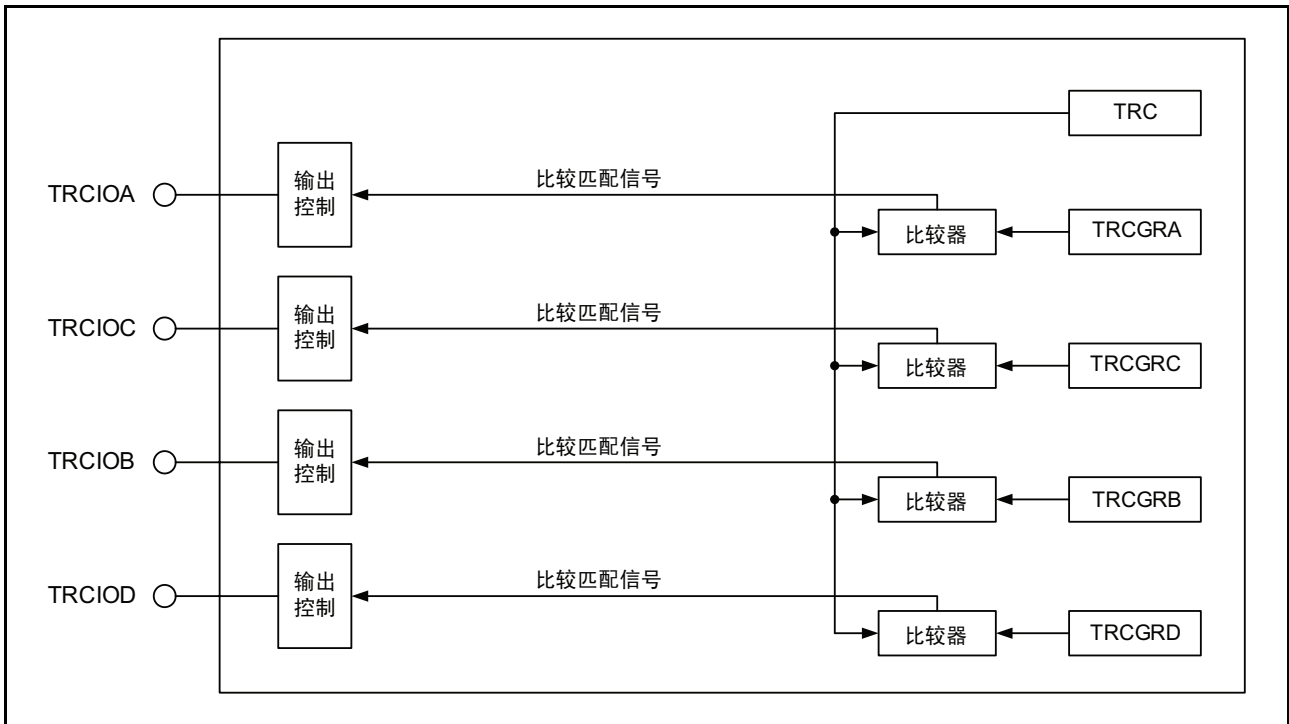 TRC
TRCIOA
输出
控制
比较匹配信号
比较器
TRCGRA
TRCIOC
输出
控制
比较匹配信号
比较器
TRCGRC
TRCIOB
输出
控制
比较匹配信号
比较器
TRCGRB
TRCIOD
输出
控制
比较匹配信号
比较器
TRCGRD